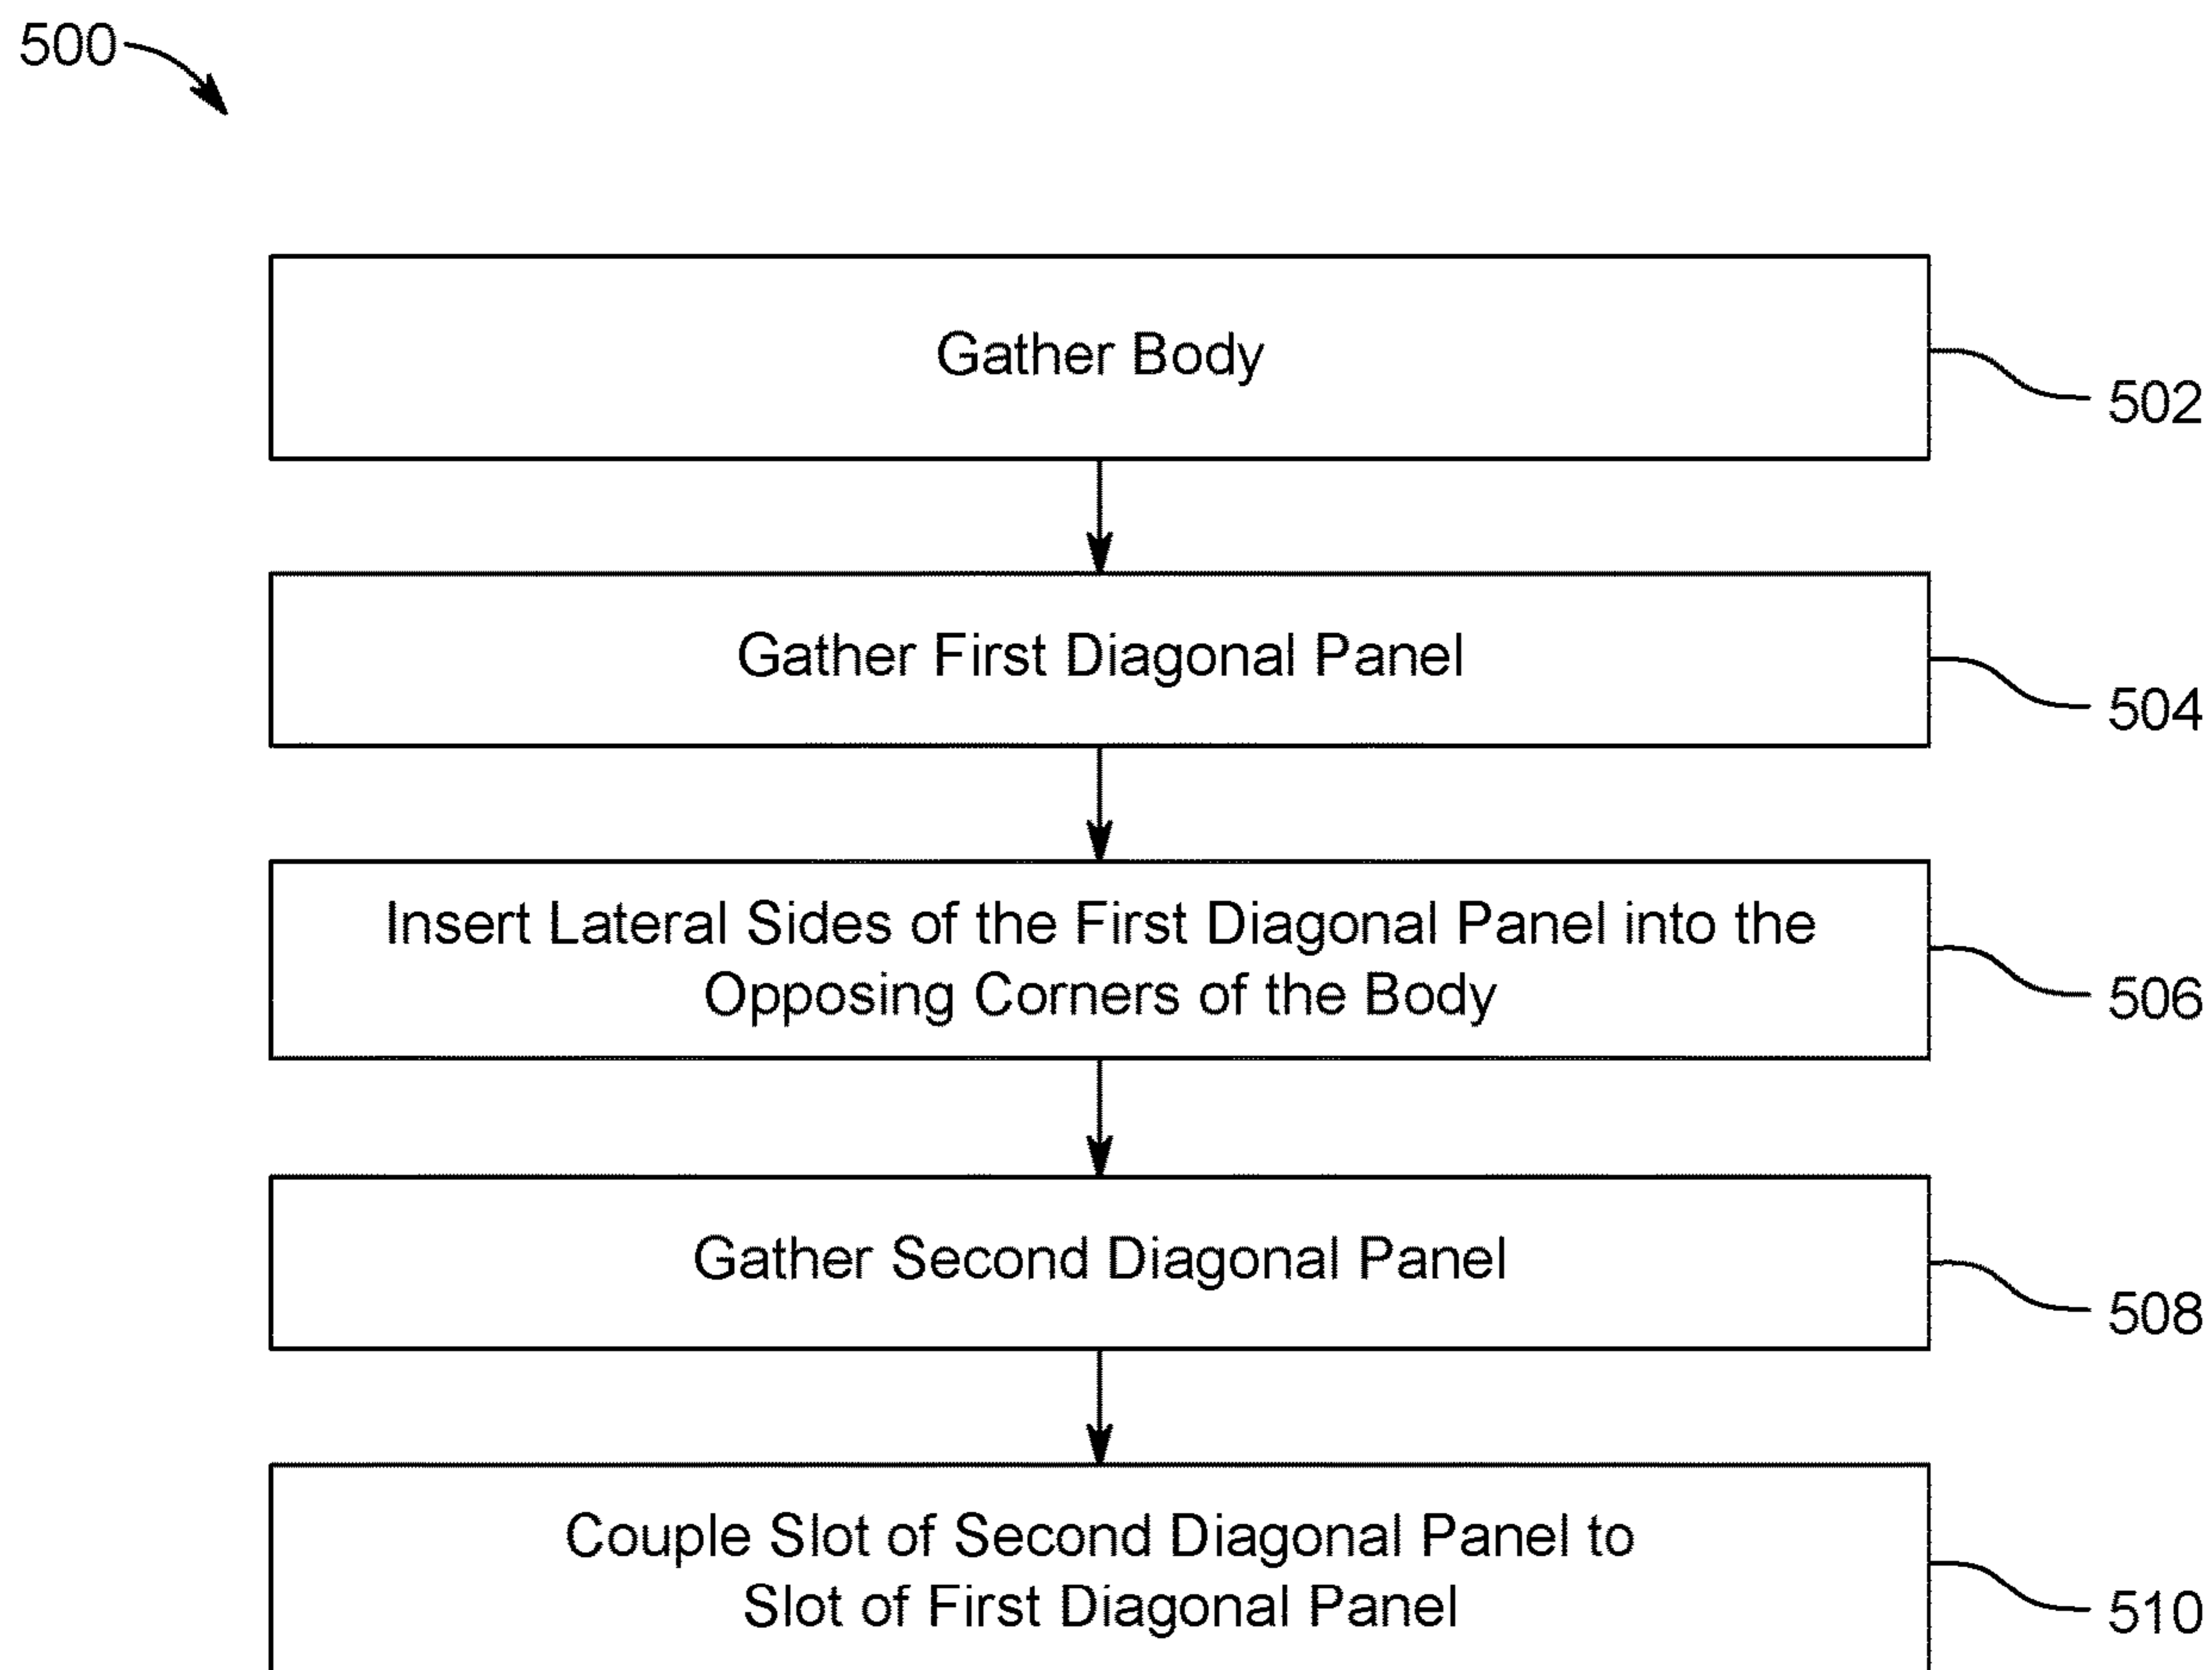 500
Gather Body
502
Gather First Diagonal Panel
504
Insert Lateral Sides of the First Diagonal Panel into the
Opposing Corners of the Body
506
Gather Second Diagonal Panel
508
Couple Slot of Second Diagonal Panel to
Slot of First Diagonal Panel
510